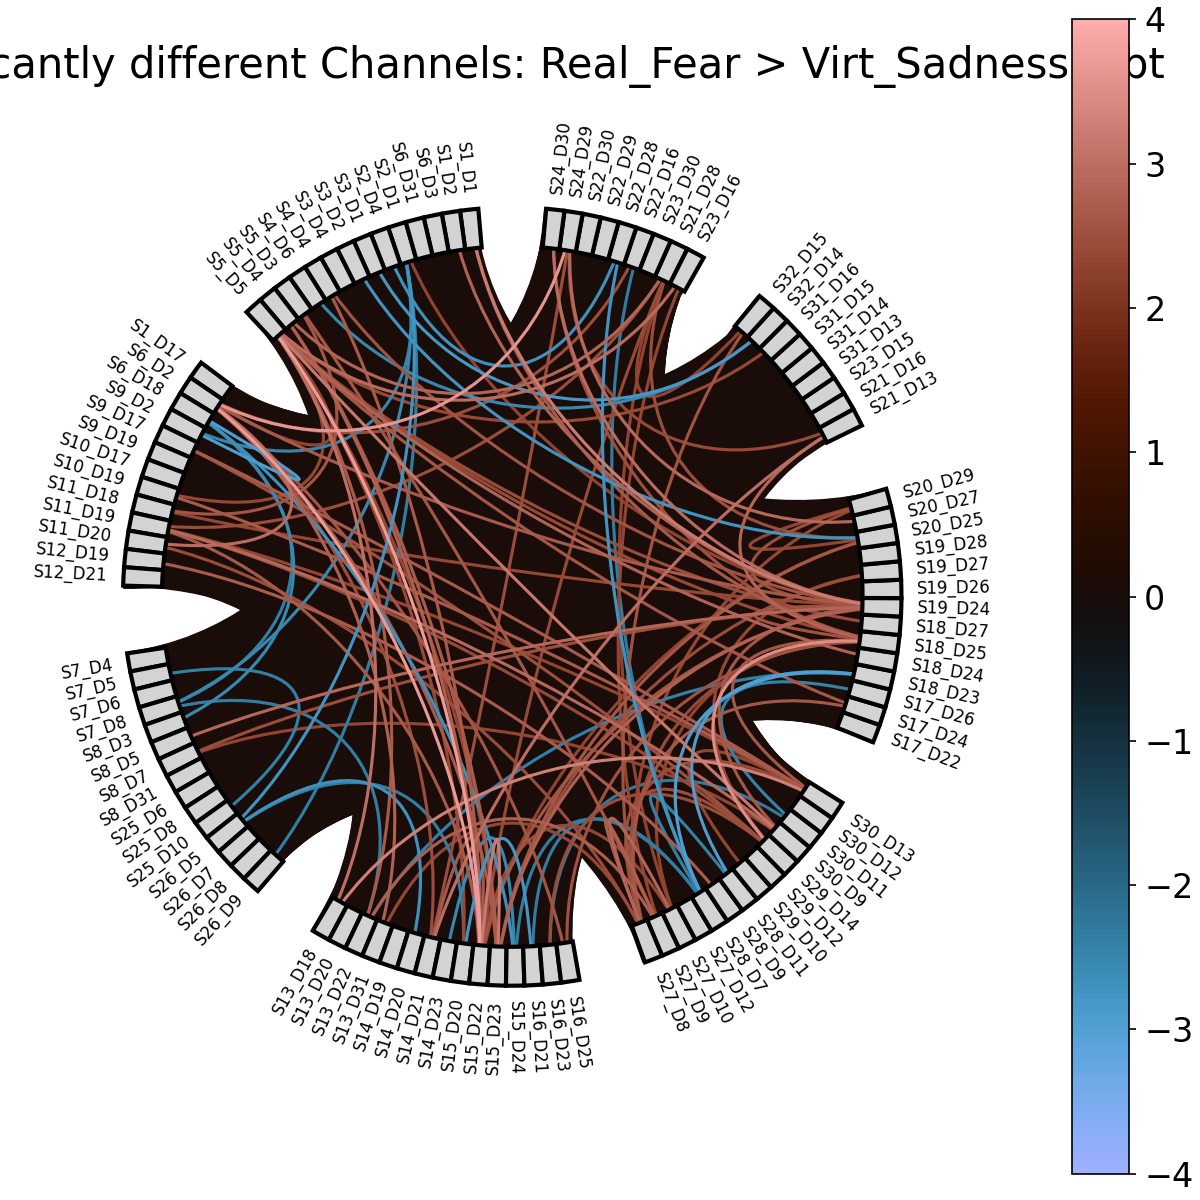 cantly different Channels: Real_Fear > Virt_Sadness
pt
S24_D30
S24_D29
S22_D30
S22_D29
S22_D28
S22_D16
S23_D30
S21_D28
S23_D16
S32_D15
S32_D14
S31_D16
S31_D15
S31_D14
S31_D13
S23_D15
S21_D16
S21_D13
S20_D29
S20_D27
S20_D25
S19_D28
S19_D27
S19_D26
S19_D24
S18_D27
S18_D25
S18_D24
S18_D23
S17_D26
S17_D24
S17_D22
S30_D13
S30_D12
S30_D11
S30_D9
S29_D14
S29_D12
S29_D10
S28_D11
S28_D9
S28_D7
S27_D12
S27_D10
S27_D9
S27_D8
S16_D25
S16_D23
S16_D21
S15_D24
S15_D23
S15_D22
S15_D20
S14_D23
S14_D21
S14_D20
S14_D19
S13_D31
S13_D22
S13_D20
S13_D18
S26_D9
S26_D8
S26_D7
S26_D5
S25_D10
S25_D8
S25_D6
S8_D31
S8_D7
S8_D5
S8_D3
S7_D8
S7_D6
S7_D5
S7_D4
S12_D21
S12_D19
S11_D20
S11_D19
S11_D18
S10_D19
S10_D17
S9_D19
S9_D17
S9_D2
S6_D18
S6_D2
S1_D17
S5_D5
S5_D4
S5_D3
S4_D6
S4_D4
S3_D4
S3_D2
S3_D1
S2_D4
S2_D1
S6_D31
S6_D3
S1_D2
S1_D1
4
3
2
1
0
−1
−2
−3
−4